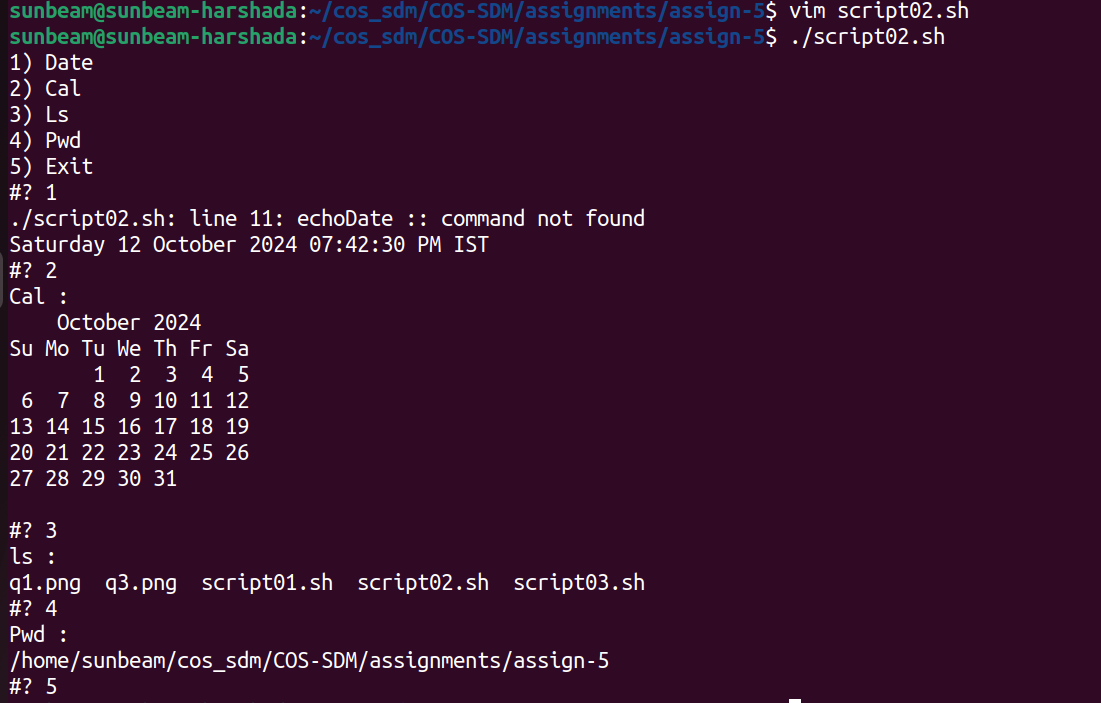 sunbeam@sunbeam-harshada:~/cos_sdm/COS-SDM/assignments/assign-5$ vim script02.sh
sunbeam@sunbeam-harshada:~/cos_sdm/COS-SDM/assignments/assign-5$ ./script02.sh
1) Date
2) Cal
3) Ls
4) Pwd
5) Exit
#? 1
./script02.sh: line 11: echoDate :: command not found
Saturday 12 October 2024 07:42:30 PM IST
#? 2
Cal :
    October 2024
Su Mo Tu We Th Fr Sa
       1  2  3  4  5
 6  7  8  9 10 11 12
13 14 15 16 17 18 19
20 21 22 23 24 25 26
27 28 29 30 31

#? 3
ls :
q1.png  q3.png  script01.sh  script02.sh  script03.sh
#? 4
Pwd :
/home/sunbeam/cos_sdm/COS-SDM/assignments/assign-5
#? 5